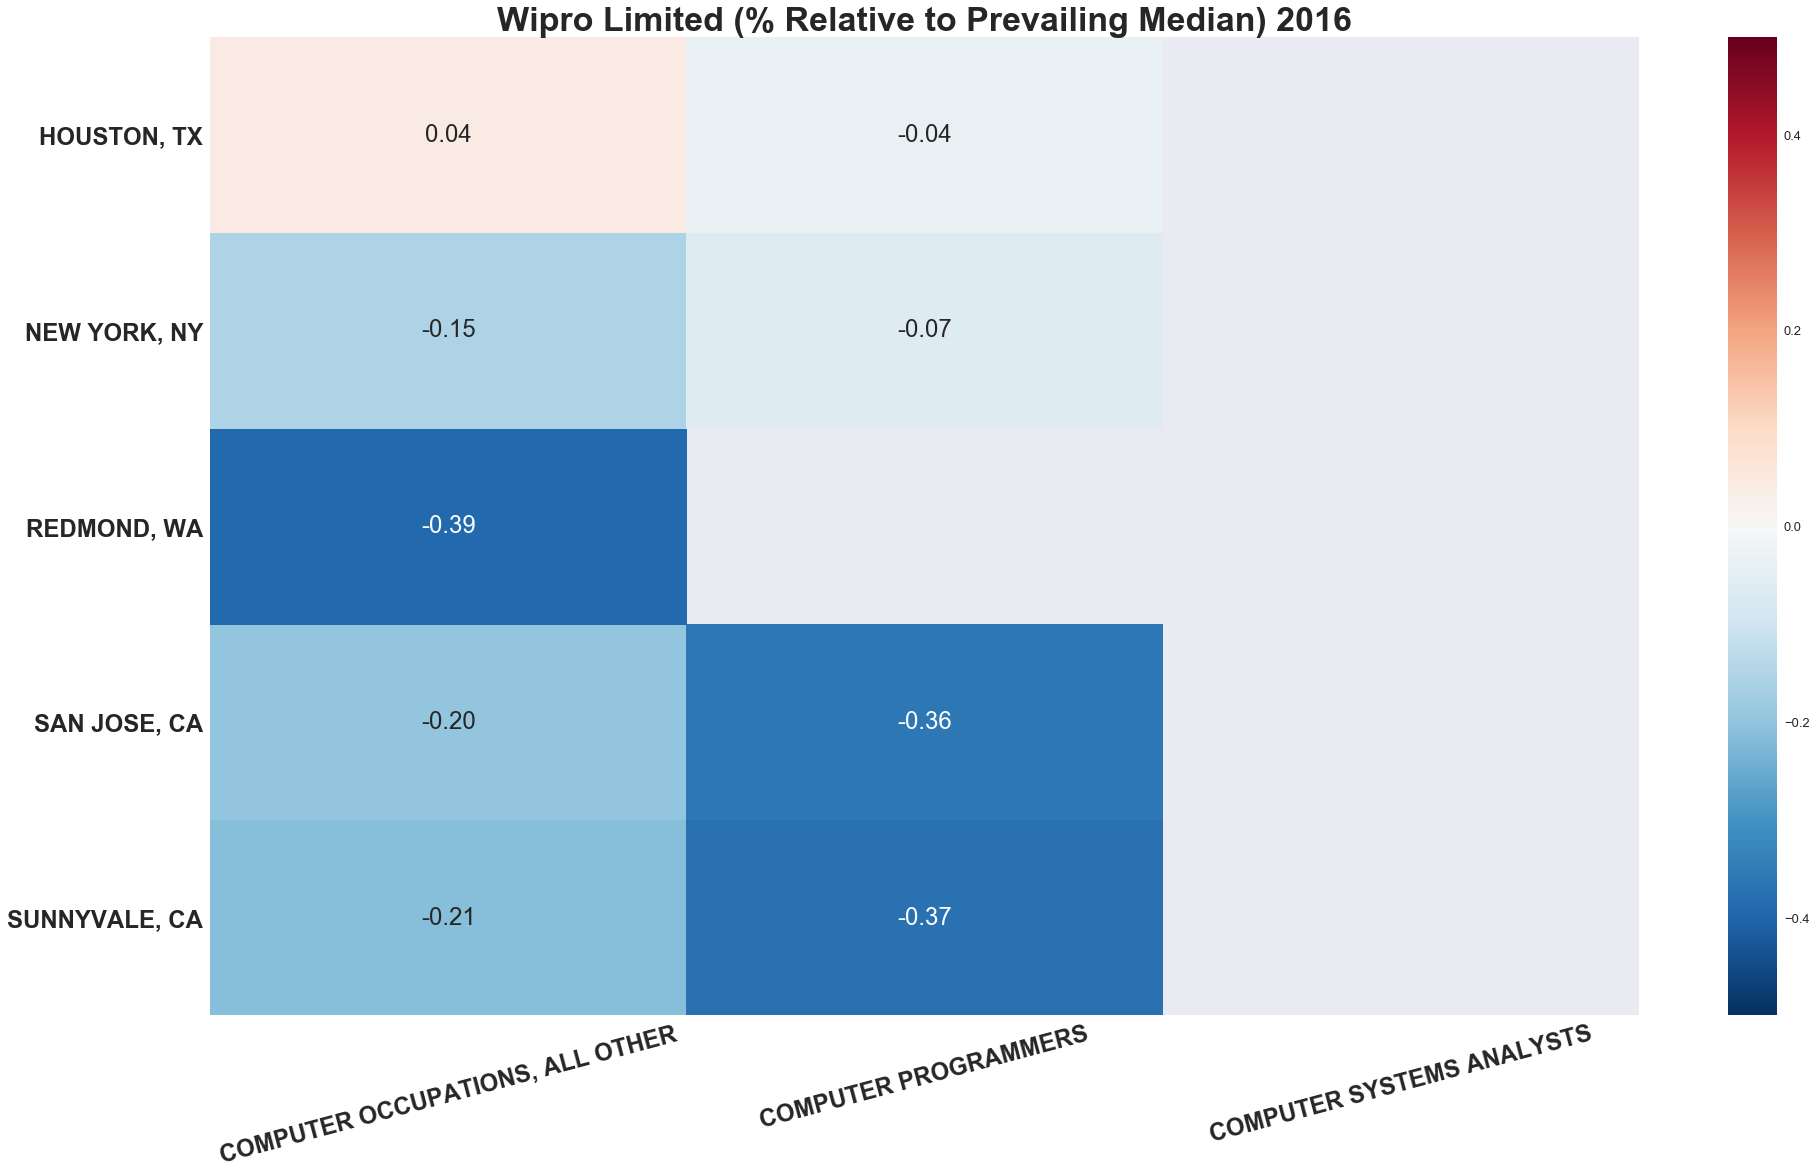 Wipro Limited (% Relative to Prevailing Median) 2016
HOUSTON, TX
0.04
-0.04
NEW YORK, NY
-0.15
-0.07
REDMOND, WA
-0.39
SAN JOSE, CA
-0.20
-0.36
SUNNYVALE, CA
-0.21
-0.37
COMPUTER OCCUPATIONS, ALL OTHER
COMPUTER PROGRAMMERS
COMPUTER SYSTEMS ANALYSTS
0.4
0.2
0.0
−0.2
−0.4